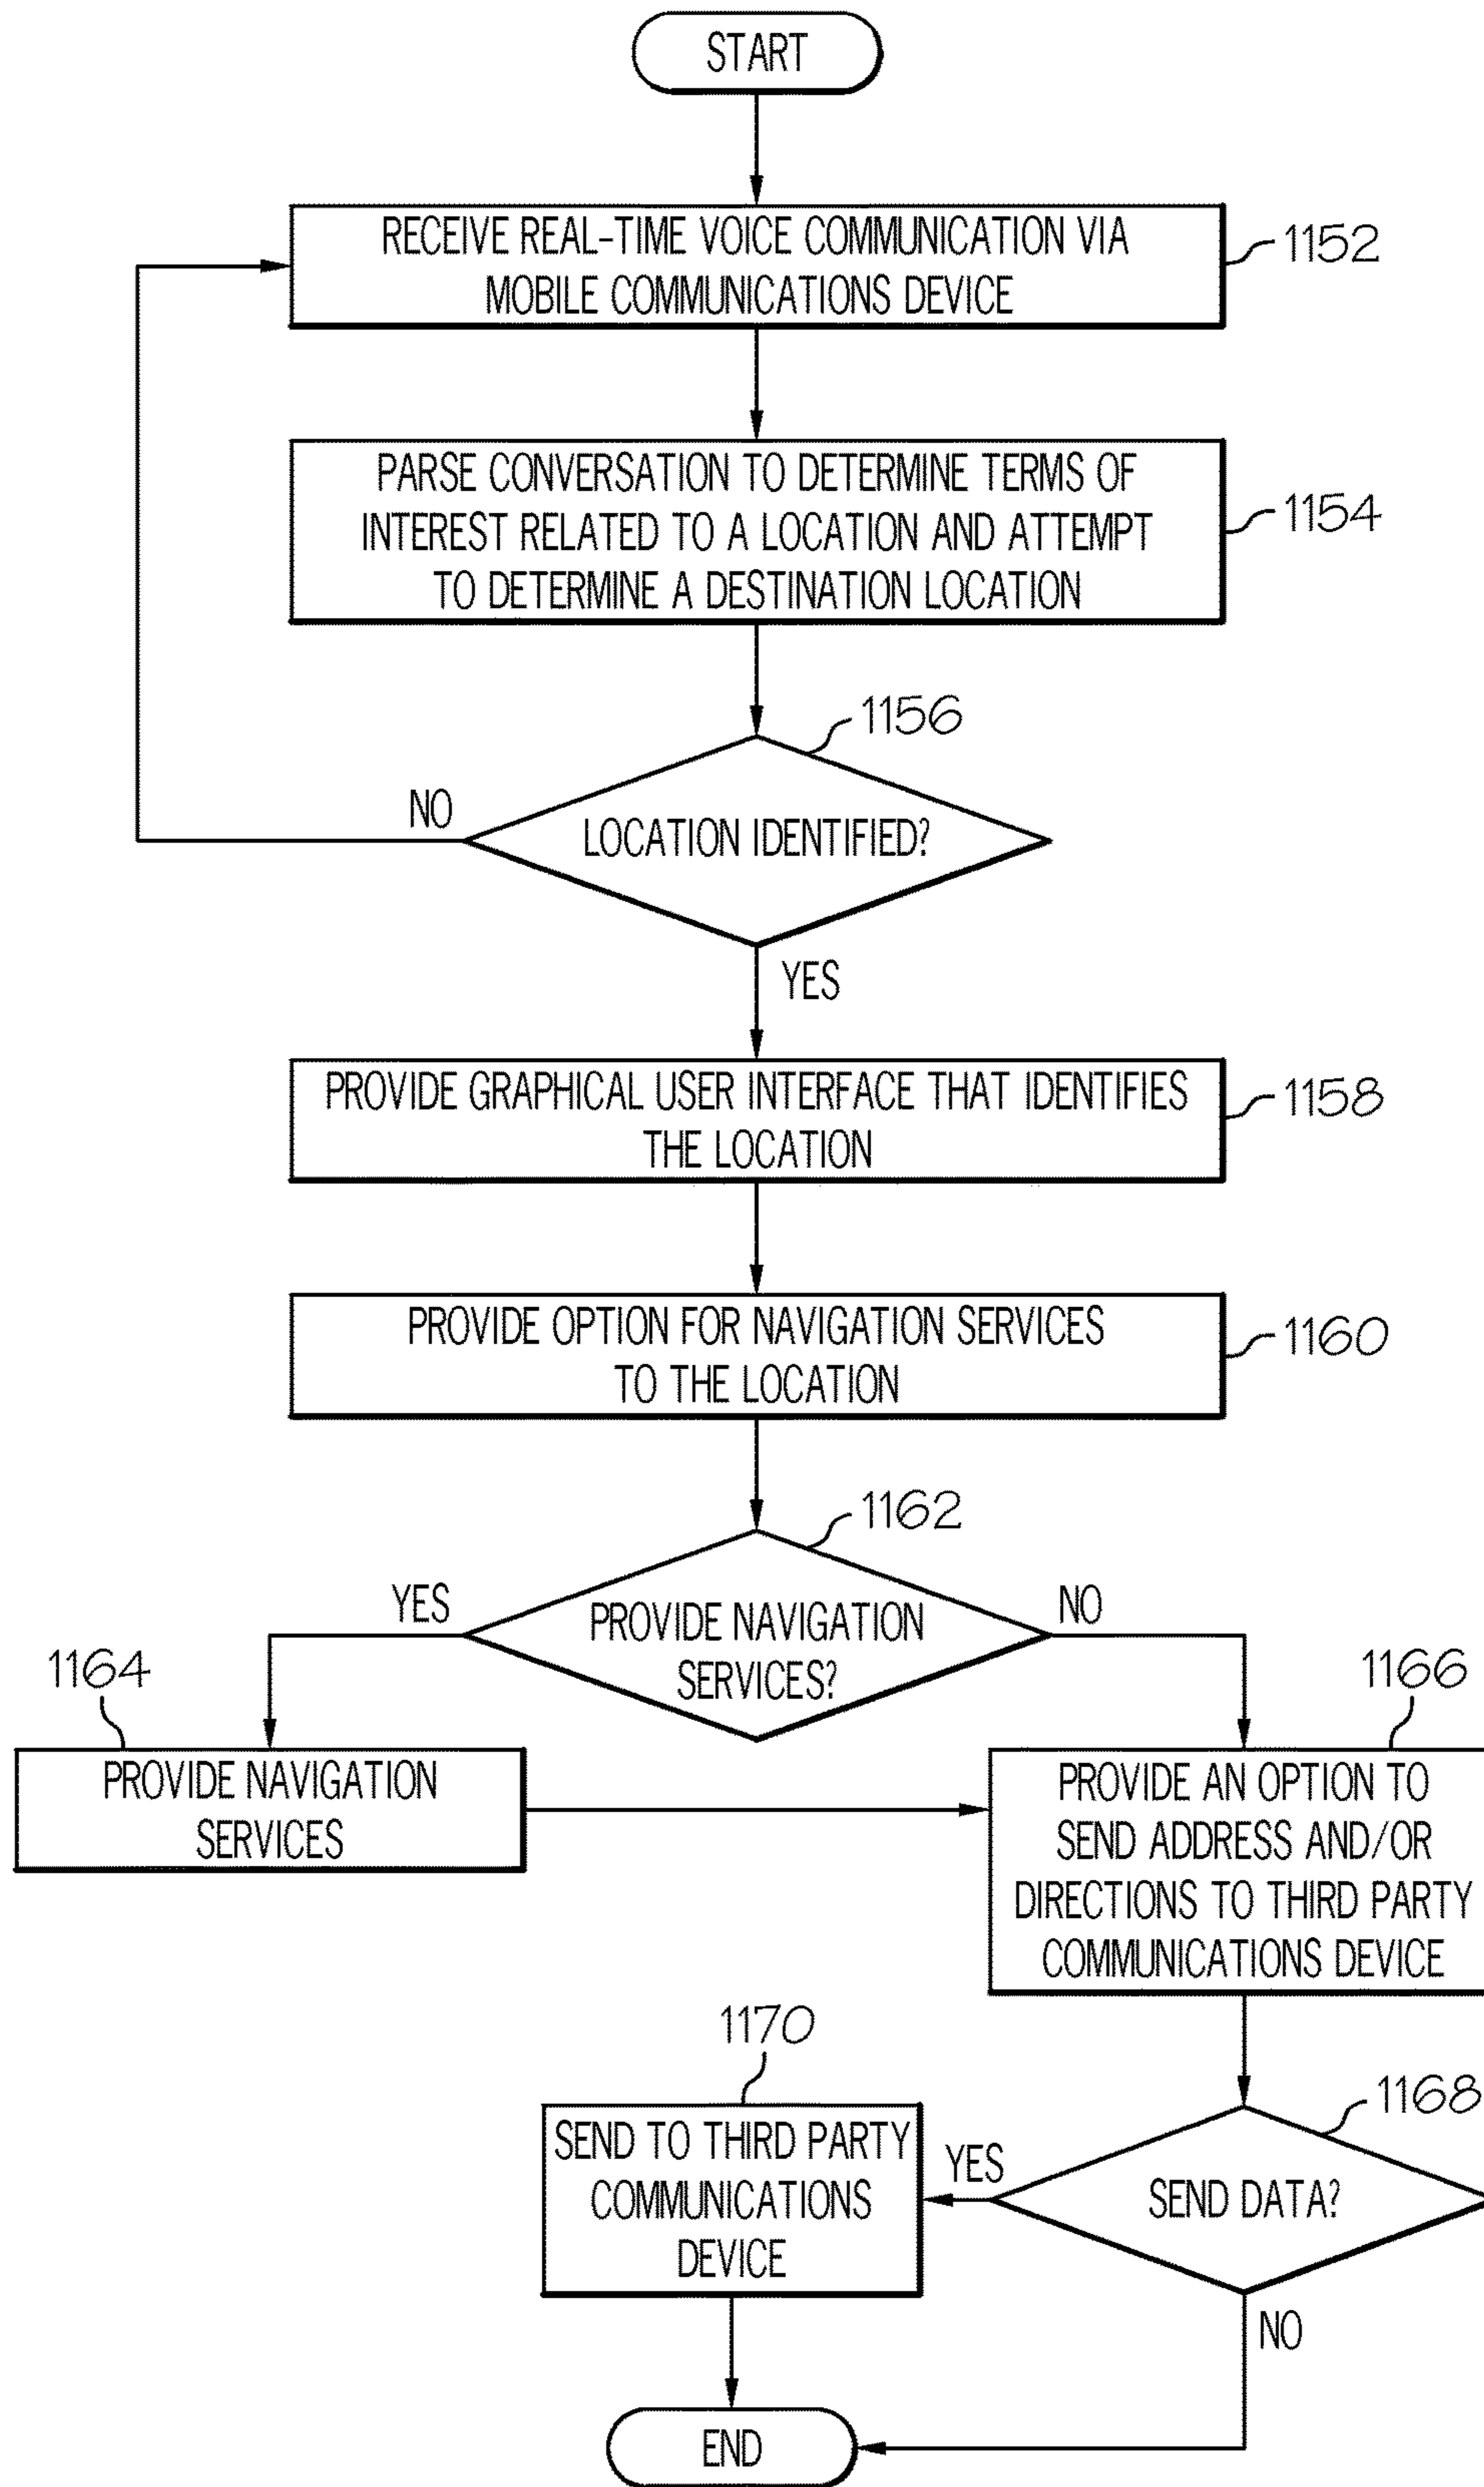 START
RECEIVE REAL-TIME VOICE COMMUNICATION VIA
MOBILE COMMUNICATIONS DEVICE
1152
PARSE CONVERSATION TO DETERMINE TERMS OF
INTEREST RELATED TO A LOCATION AND ATTEMPT
TO DETERMINE A DESTINATION LOCATION
1154
1156
NO
LOCATION IDENTIFIED?
YES
PROVIDE GRAPHICAL USER INTERFACE THAT IDENTIFIES
THE LOCATION
1158
PROVIDE OPTION FOR NAVIGATION SERVICES
TO THE LOCATION
1160
1162
YES
NO
PROVIDE NAVIGATION
SERVICES?
1164
PROVIDE NAVIGATION
SERVICES
1166
PROVIDE AN OPTION TO
SEND ADDRESS AND/OR
DIRECTIONS TO THIRD PARTY
COMMUNICATIONS DEVICE
1170
SEND TO THIRD PARTY
COMMUNICATIONS
DEVICE
1168
YES
SEND DATA?
NO
END